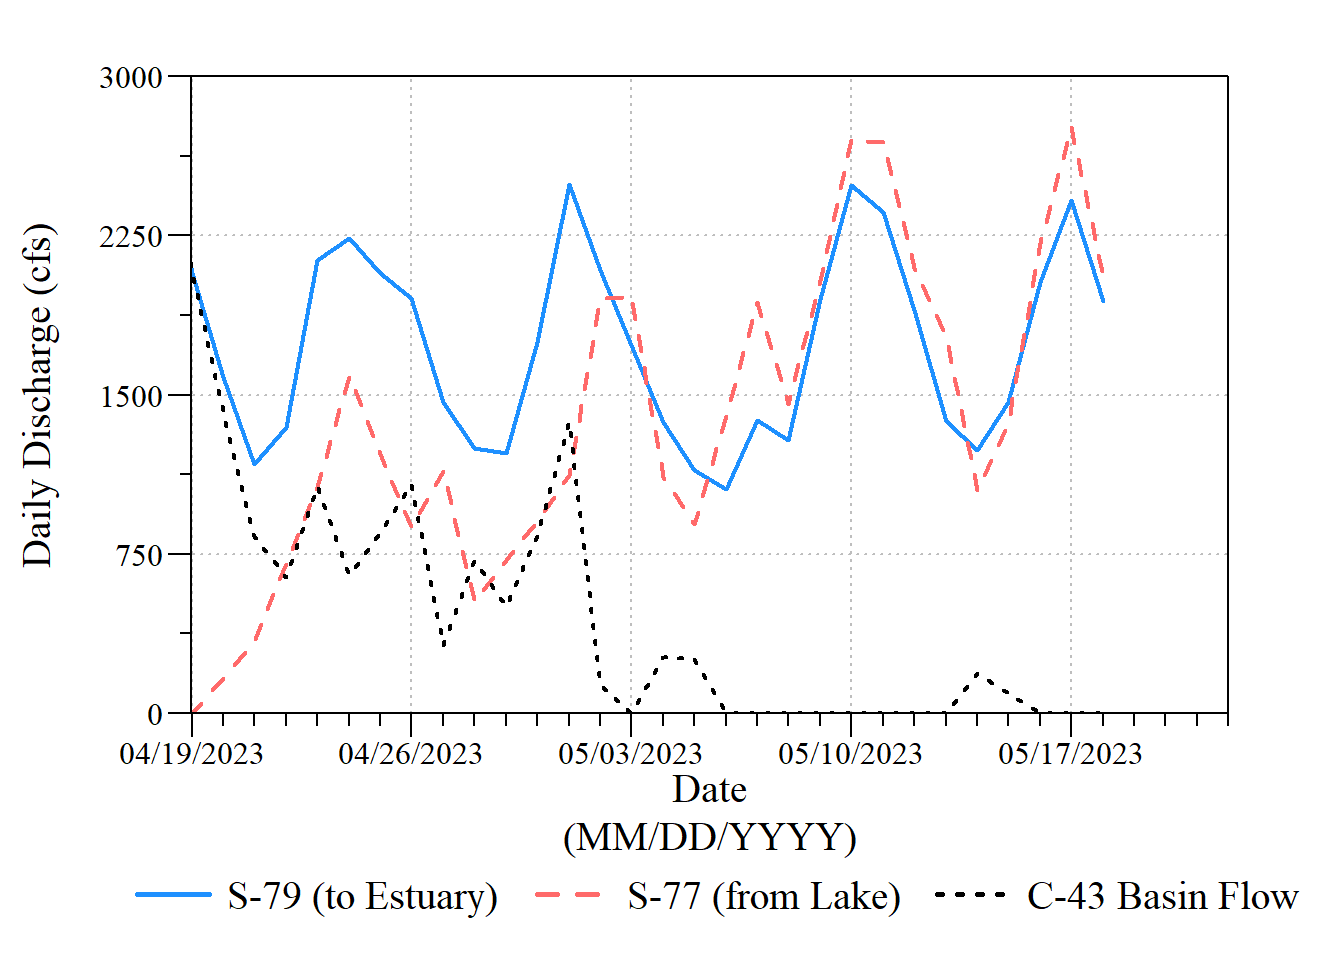 3000
2250
1500
750
0
Daily Discharge (cfs)
04/19/2023 04/26/2023 05/03/2023 05/10/2023 05/17/2023
Date
(MM/DD/YYYY)
S-79 (to Estuary) S-77 (from Lake) C-43 Basin Flow